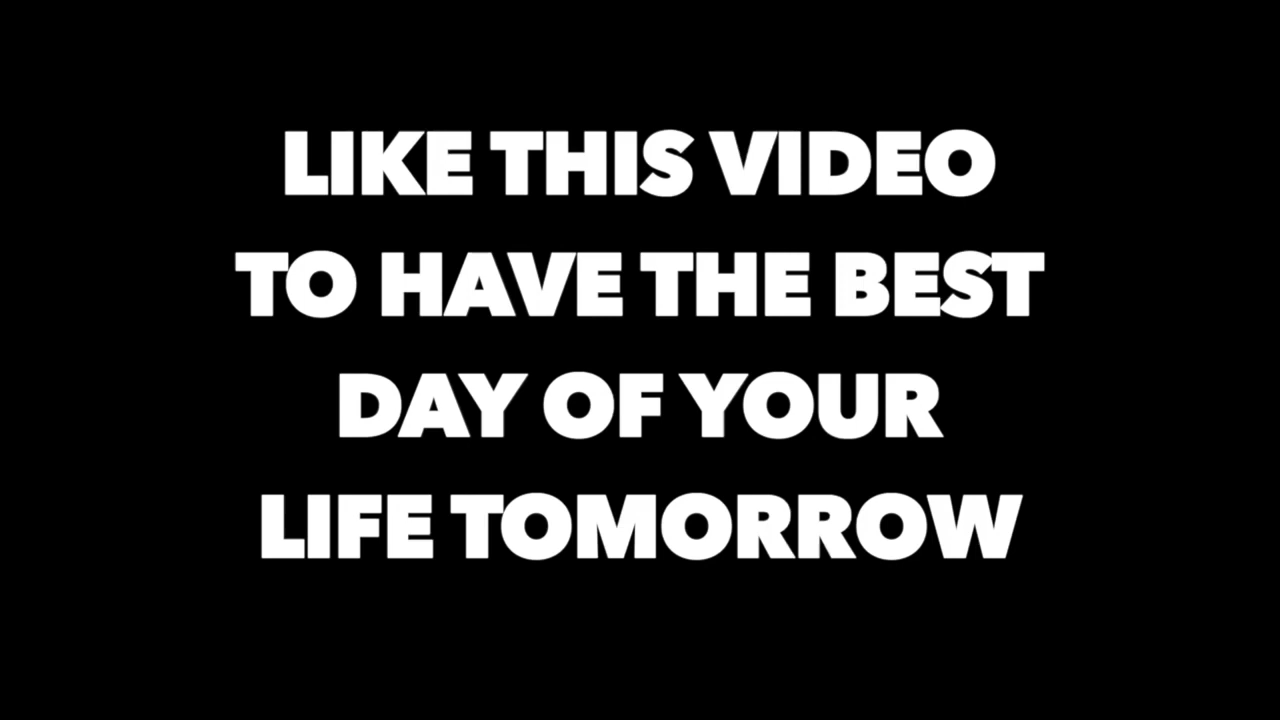 LIKE THIS VIDEO
TO HAVE THE BEST
DAY OF YOUR
LIFE TOMORROW